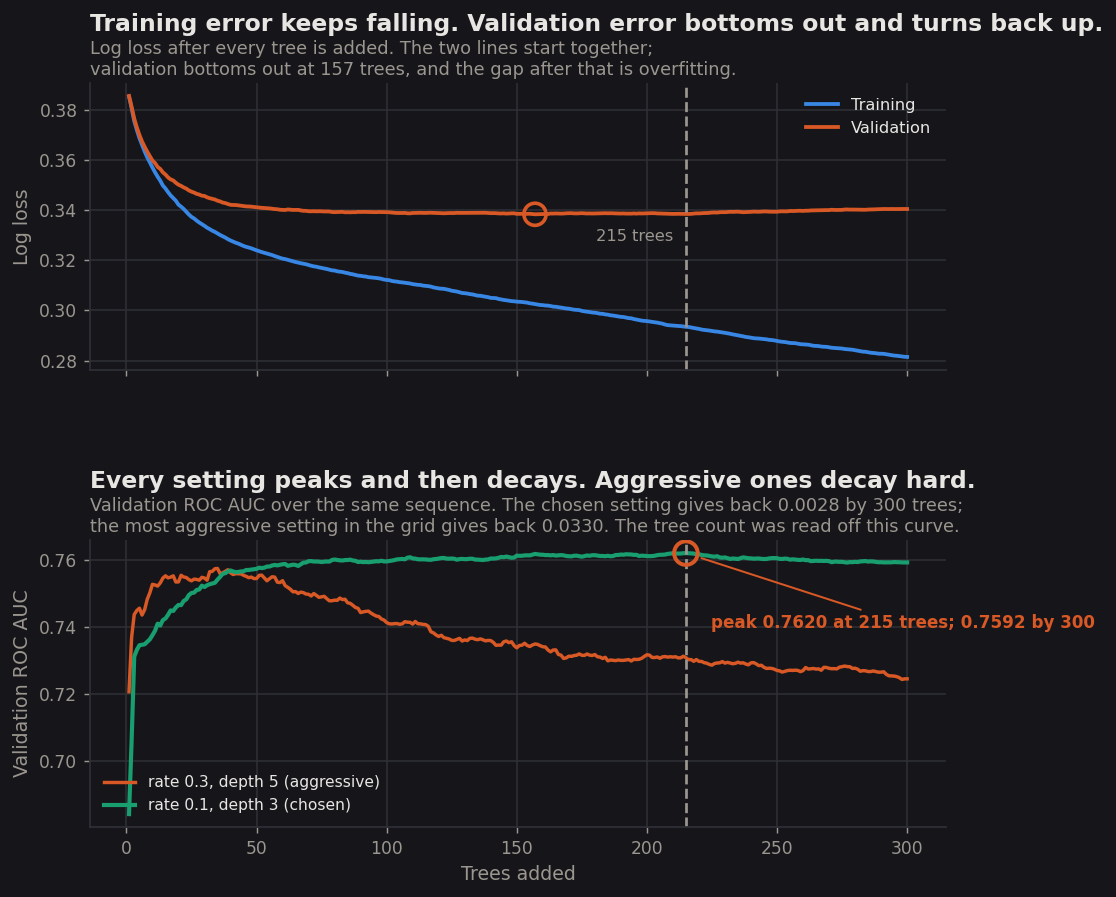 Training error keeps falling. Validation error bottoms out and turns back up.
Log loss after every tree is added. The two lines start together;
validation bottoms out at 157 trees, and the gap after that is overfitting.
Training
Validation
0.38
0.36
0.34
0.32
0.30
0.28
Log loss
215 trees
Every setting peaks and then decays. Aggressive ones decay hard.
Validation ROC AUC over the same sequence. The chosen setting gives back 0.0028 by 300 trees;
the most aggressive setting in the grid gives back 0.0330. The tree count was read off this curve.
0.76
0.74
0.72
0.70
Validation ROC AUC
peak 0.7620 at 215 trees; 0.7592 by 300
rate 0.3, depth 5 (aggressive)
rate 0.1, depth 3 (chosen)
0 50 100 150 200 250 300
Trees added